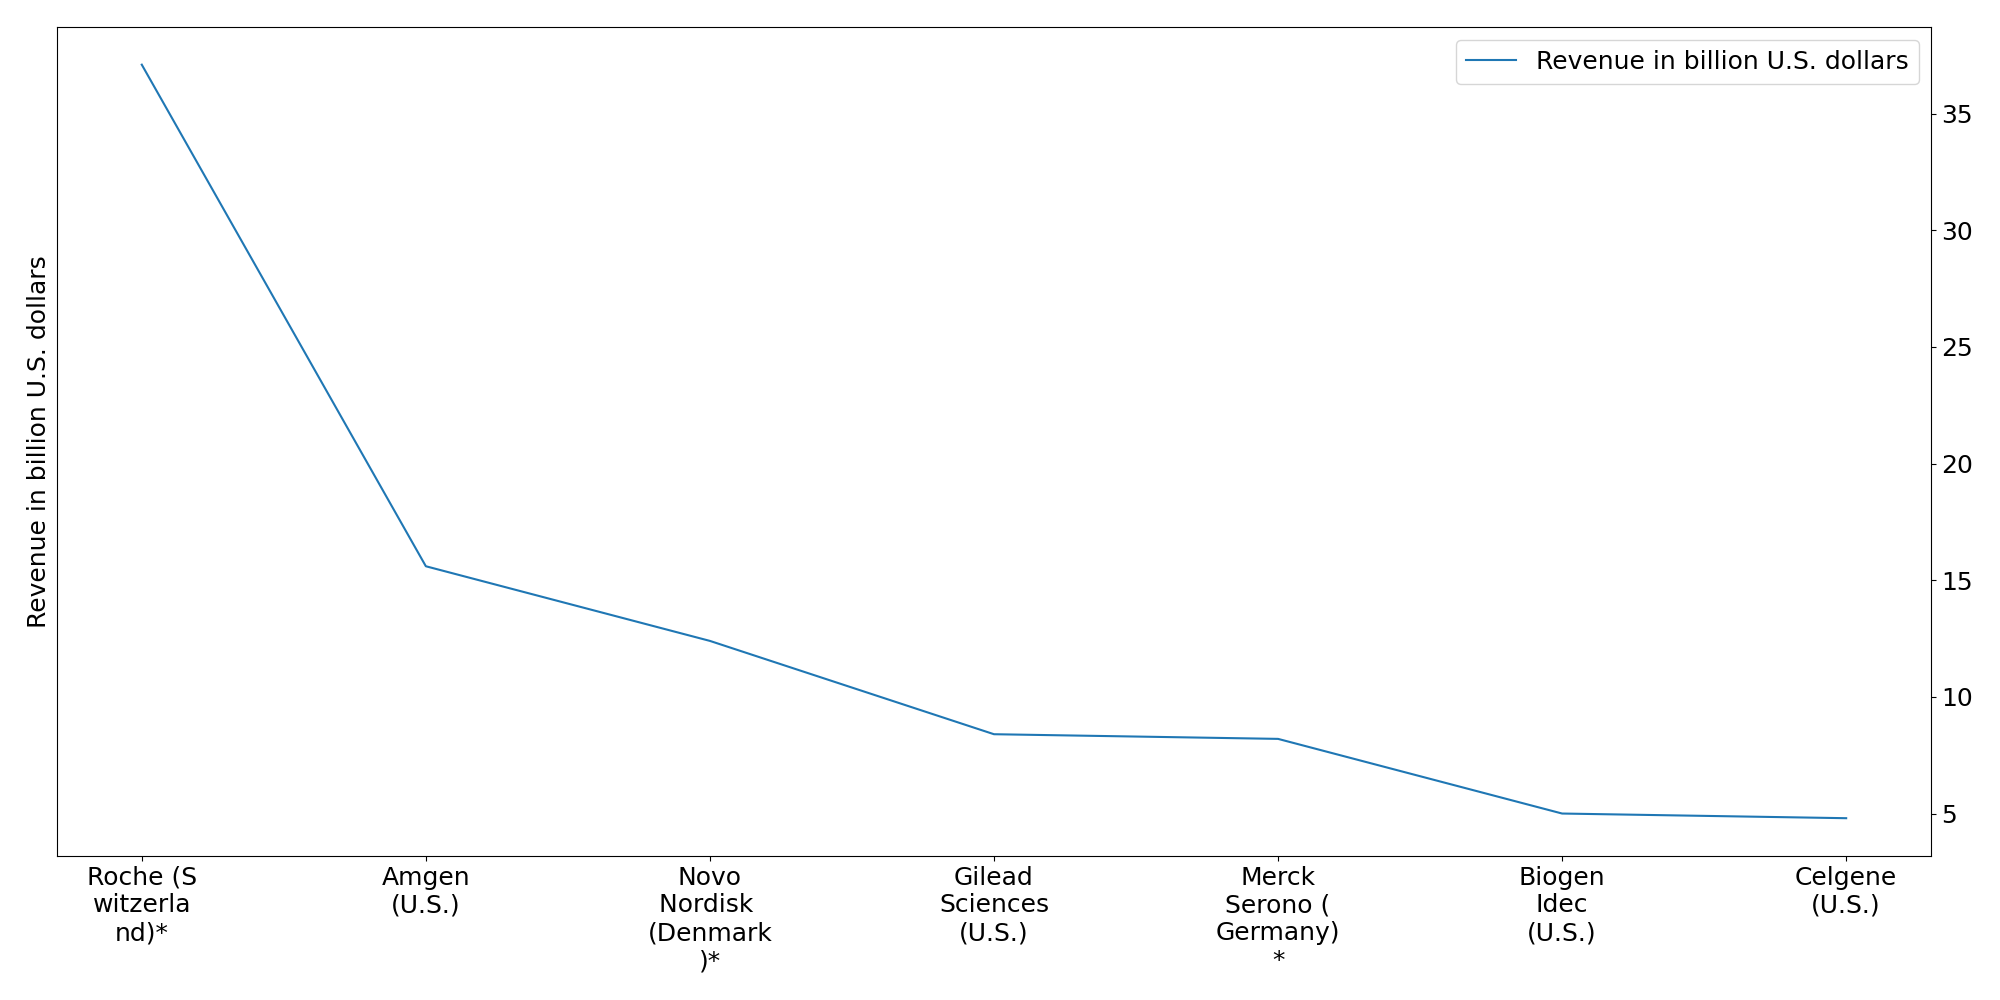 Revenue in billion U.S. dollars
Revenue in billion U.S. dollars
35
30
25
20
15
10
5
Roche (S
witzerla
nd)*
Amgen
(U.S.)
Novo
Nordisk
(Denmark
)*
Gilead
Sciences
(U.S.)
Merck
Serono (
Germany)
*
Biogen
Idec
(U.S.)
Celgene
(U.S.)